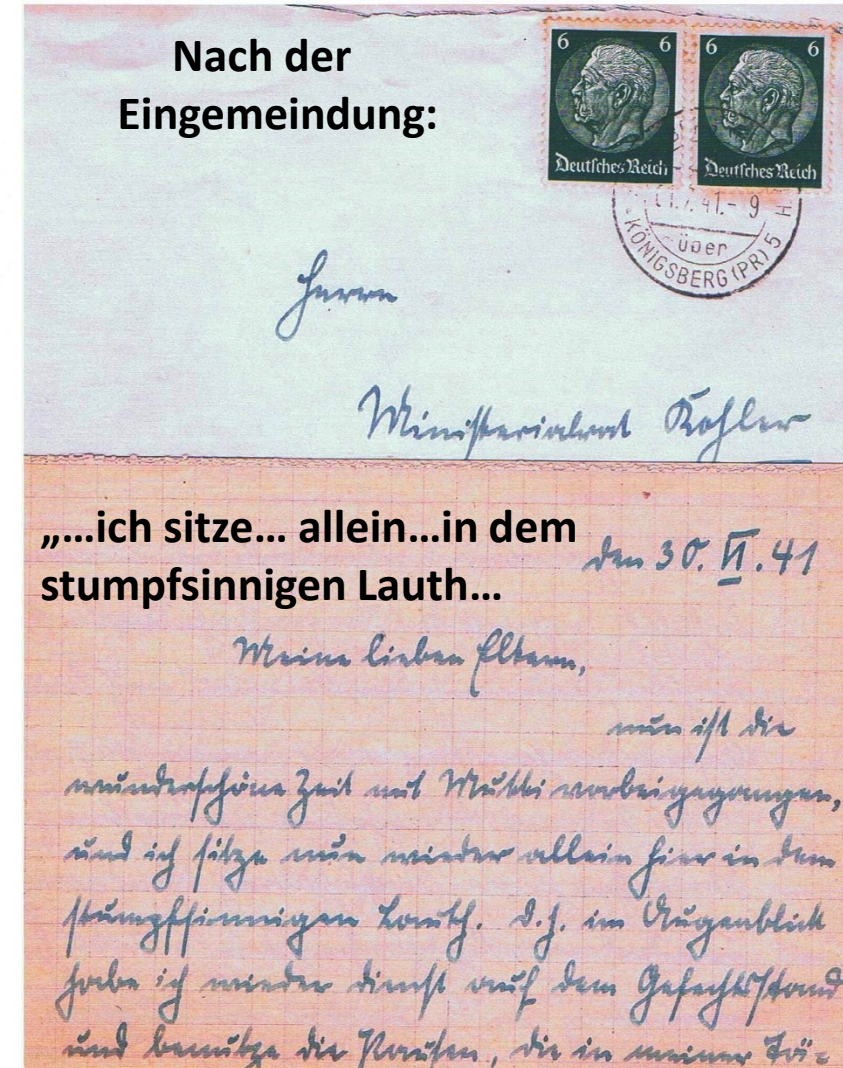 Nach der
Eingemeindung:
6 6
Deutsches Reich
6 6
Deutsches Reich
.7.41.-9
über
KÖNIGSBERG (PR) 5
Herrn
Ministerialrat Kohler
„…ich sitze… allein…in dem
stumpfsinnigen Lauth…
den 30. VI. 41
Meine lieben Eltern,
nun ist die
wunderschöne Zeit mit Mutti vorbeigegangen,
und ich sitze nun wieder allein hier in dem
stumpfsinnigen Lauth. D.h. im Augenblick
habe ich wieder Dienst auf dem Gefechtsstand
und benutze die Pausen, die in meiner Tä-